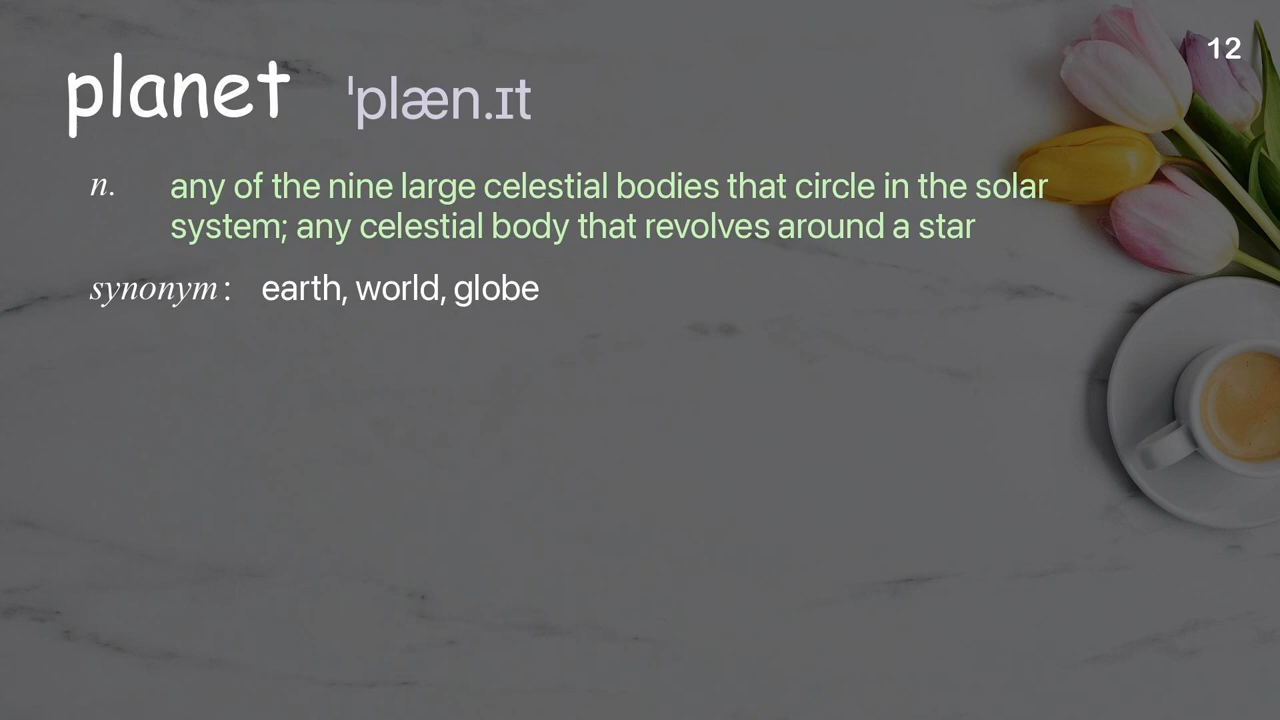 12
planet ˈplæn.ɪt
n. any of the nine large celestial bodies that circle in the solar
system; any celestial body that revolves around a star
synonym: earth, world, globe